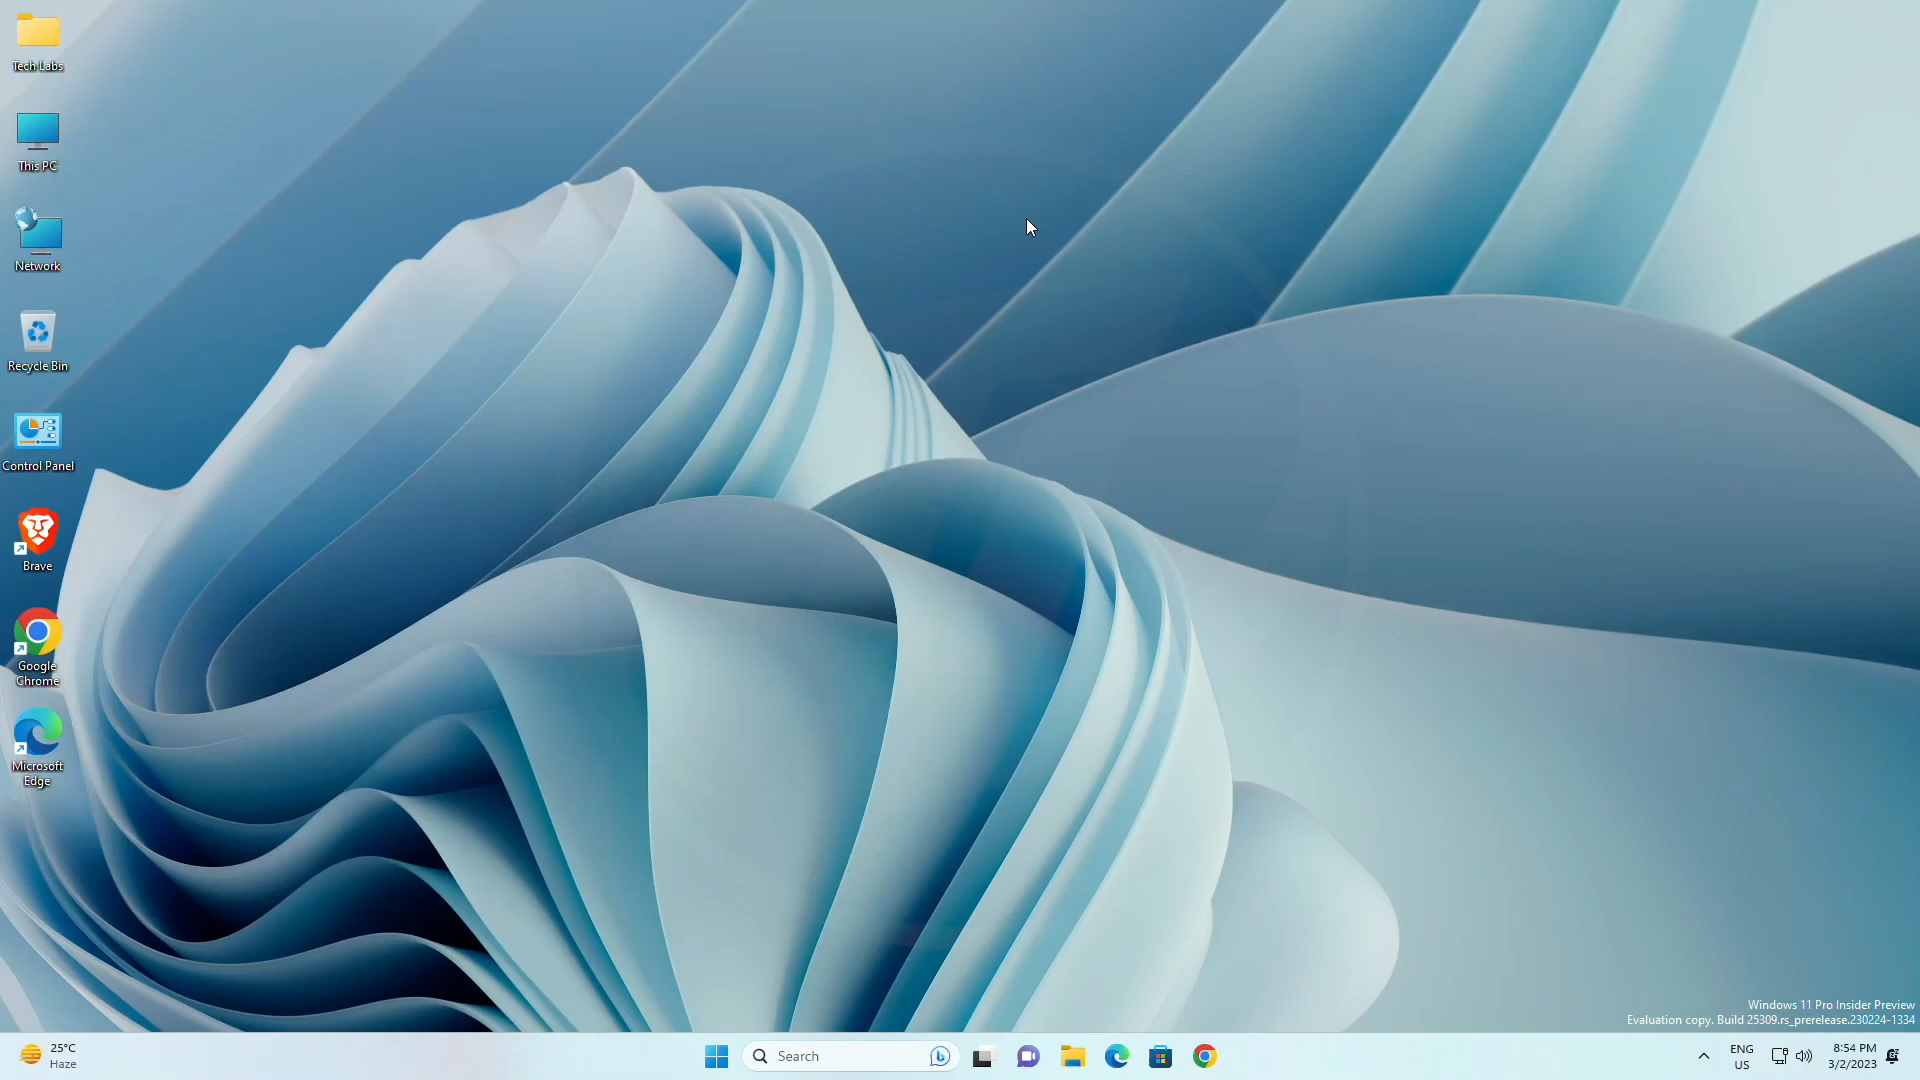 Tech Labs
This PC
Network
Recycle Bin
Control Panel
Brave
Google
Chrome
Microsoft
Edge
Windows 11 Pro Insider Preview
Evaluation copy. Build 25309.rs_prerelease.230224-1334
25°C
Haze
Search
ENG
US
8:54 PM
3/2/2023